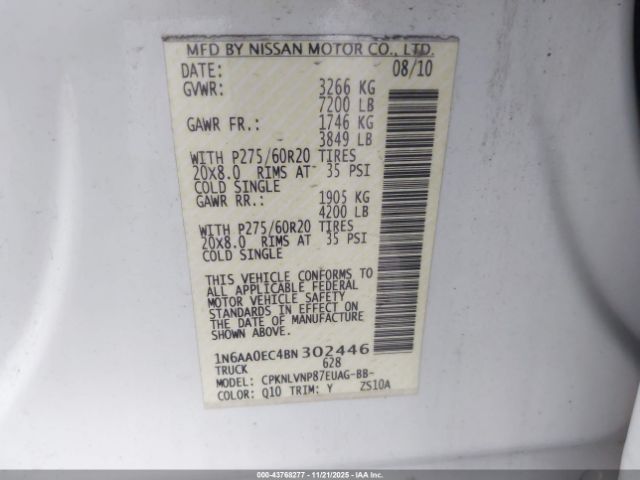 MFD BY NISSAN MOTOR CO., LTD.
DATE: 08/10
GVWR: 3266 KG
7200 LB
GAWR FR.: 1746 KG
3849 LB
WITH P275/60R20 TIRES
20X8.0 RIMS AT 35 PSI
COLD SINGLE
GAWR RR.: 1905 KG
4200 LB
WITH P275/60R20 TIRES
20X8.0 RIMS AT 35 PSI
COLD SINGLE
THIS VEHICLE CONFORMS TO
ALL APPLICABLE FEDERAL
MOTOR VEHICLE SAFETY
STANDARDS IN EFFECT ON
THE DATE OF MANUFACTURE
SHOWN ABOVE.
1N6AA0EC4BN302446
TRUCK 628
MODEL: CPKNLVNP87EUAG-BB-
COLOR: Q10 TRIM: Y ZS10A
000-43768277 - 11/21/2025 - IAA Inc.